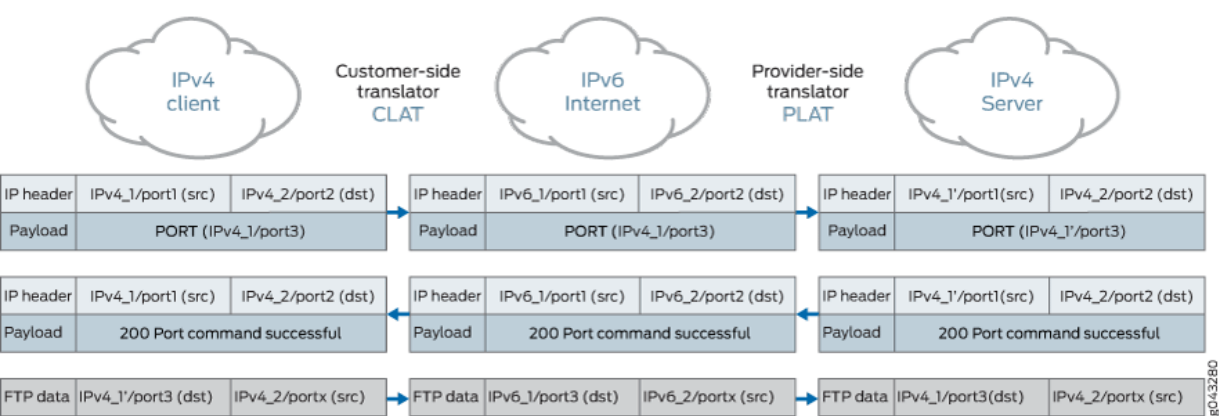 IPv4
client
Customer-side
translator
CLAT
IPv6
Internet
Provider-side
translator
PLAT
IPv4
Server
IP header IPv4_1/port1 (src) IPv4_2/port2 (dst) IP header IPv6_1/port1 (src) IPv6_2/port2 (dst) IP header IPv4_1'/port1(src) IPv4_2/port2 (dst)
Payload PORT (IPv4_1/port3) Payload PORT (IPv4_1/port3) Payload PORT (IPv4_1'/port3)
IP header IPv4_1/port1 (src) IPv4_2/port2 (dst) IP header IPv6_1/port1 (src) IPv6_2/port2 (dst) IP header IPv4_1'/port1(src) IPv4_2/port2 (dst)
Payload 200 Port command successful Payload 200 Port command successful Payload 200 Port command successful
FTP data IPv4_1'/port3 (dst) IPv4_2/portx (src) FTP data IPv6_1/port3 (dst) IPv6_2/portx (src) FTP data IPv4_1/port3(dst) IPv4_2/portx (src)
g043280